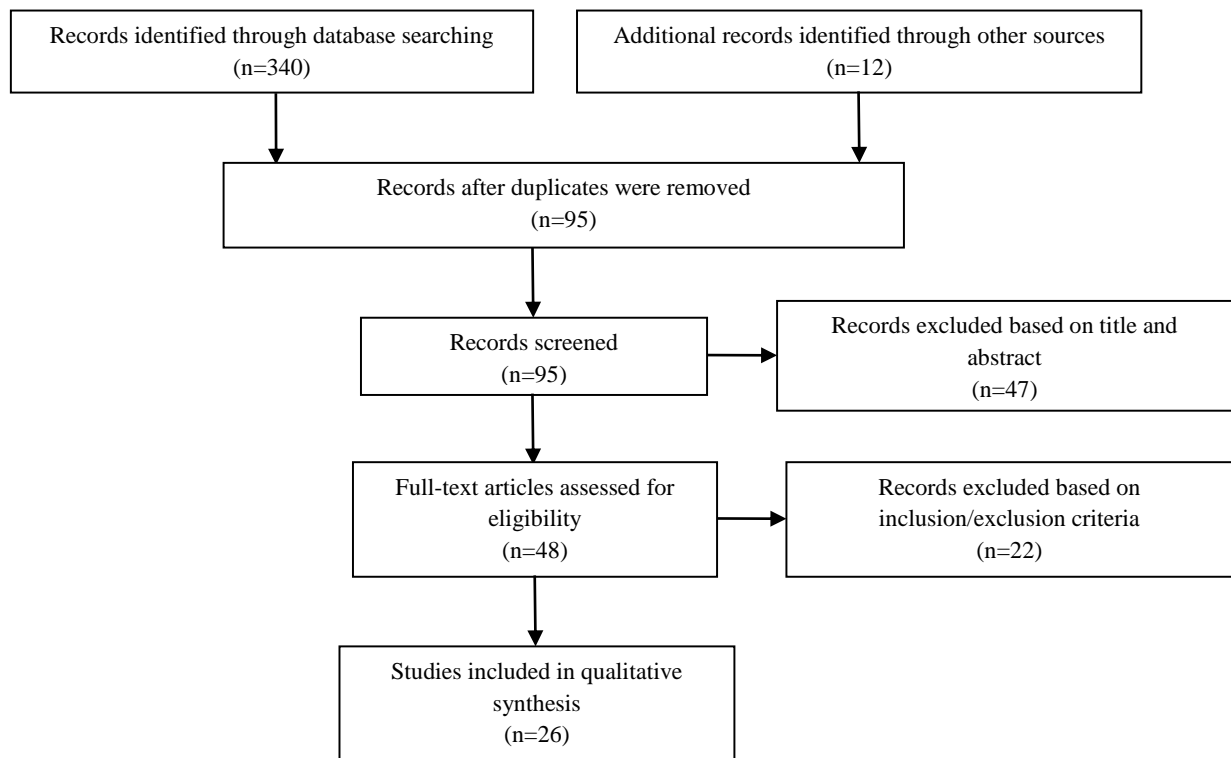 Records identified through database searching
(n=340)
Additional records identified through other sources
(n=12)
Records after duplicates were removed
(n=95)
Records screened
(n=95)
Records excluded based on title and
abstract
(n=47)
Full-text articles assessed for
eligibility
(n=48)
Records excluded based on
inclusion/exclusion criteria
(n=22)
Studies included in qualitative
synthesis
(n=26)